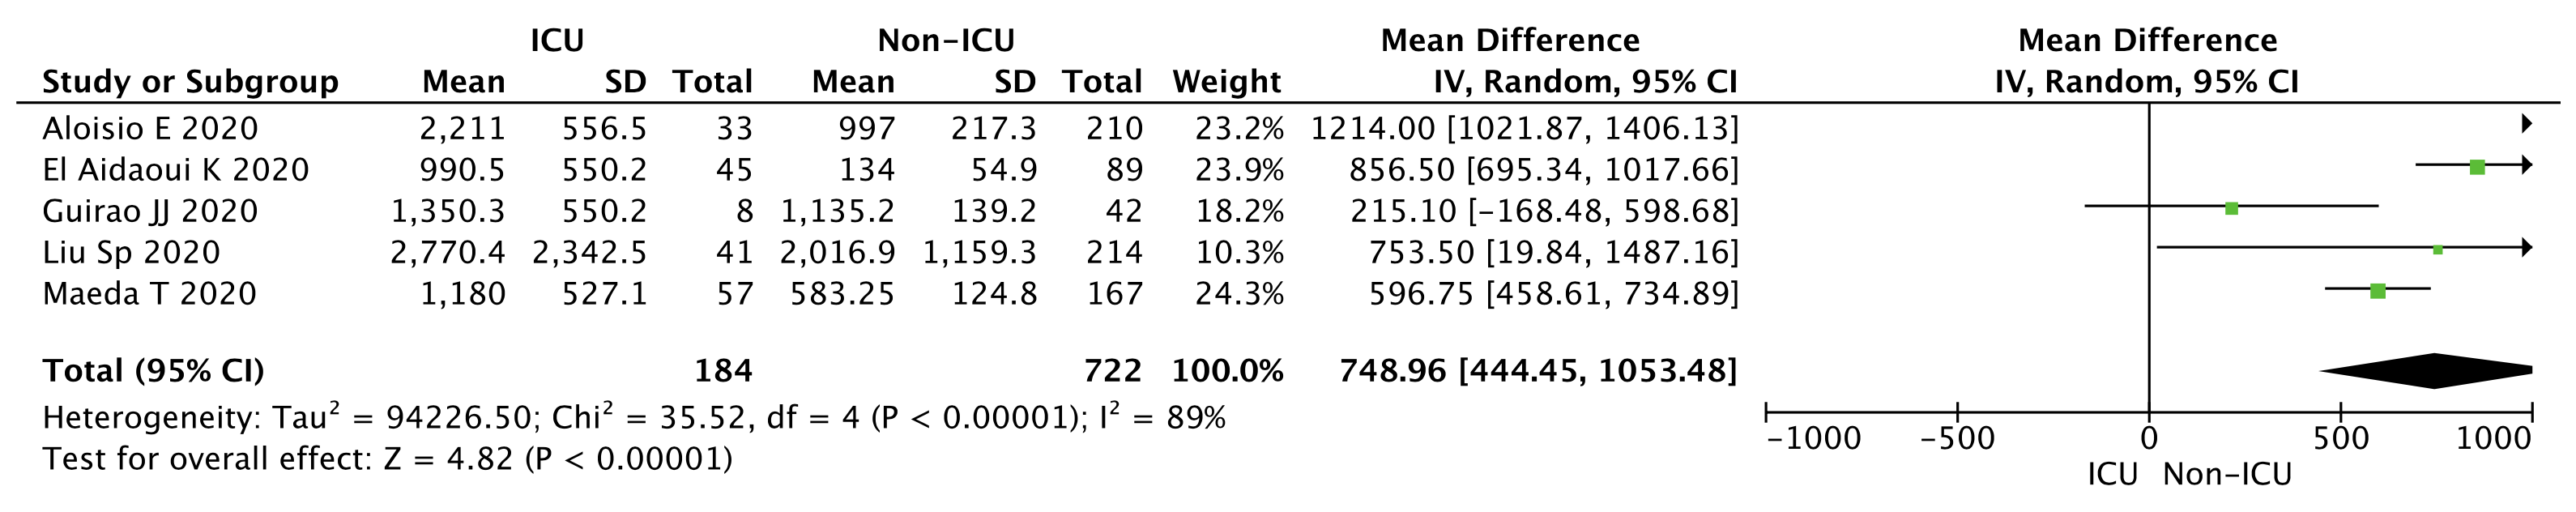 ICU Non-ICU Mean Difference Mean Difference
Study or Subgroup Mean SD Total Mean SD Total Weight IV, Random, 95% CI IV, Random, 95% CI
Aloisio E 2020 2,211 556.5 33 997 217.3 210 23.2% 1214.00 [1021.87, 1406.13]
El Aidaoui K 2020 990.5 550.2 45 134 54.9 89 23.9% 856.50 [695.34, 1017.66]
Guirao JJ 2020 1,350.3 550.2 8 1,135.2 139.2 42 18.2% 215.10 [-168.48, 598.68]
Liu Sp 2020 2,770.4 2,342.5 41 2,016.9 1,159.3 214 10.3% 753.50 [19.84, 1487.16]
Maeda T 2020 1,180 527.1 57 583.25 124.8 167 24.3% 596.75 [458.61, 734.89]
Total (95% CI) 184 722 100.0% 748.96 [444.45, 1053.48]
Heterogeneity: Tau² = 94226.50; Chi² = 35.52, df = 4 (P < 0.00001); I² = 89%
Test for overall effect: Z = 4.82 (P < 0.00001)
-1000 -500 0 500 1000
ICU Non-ICU